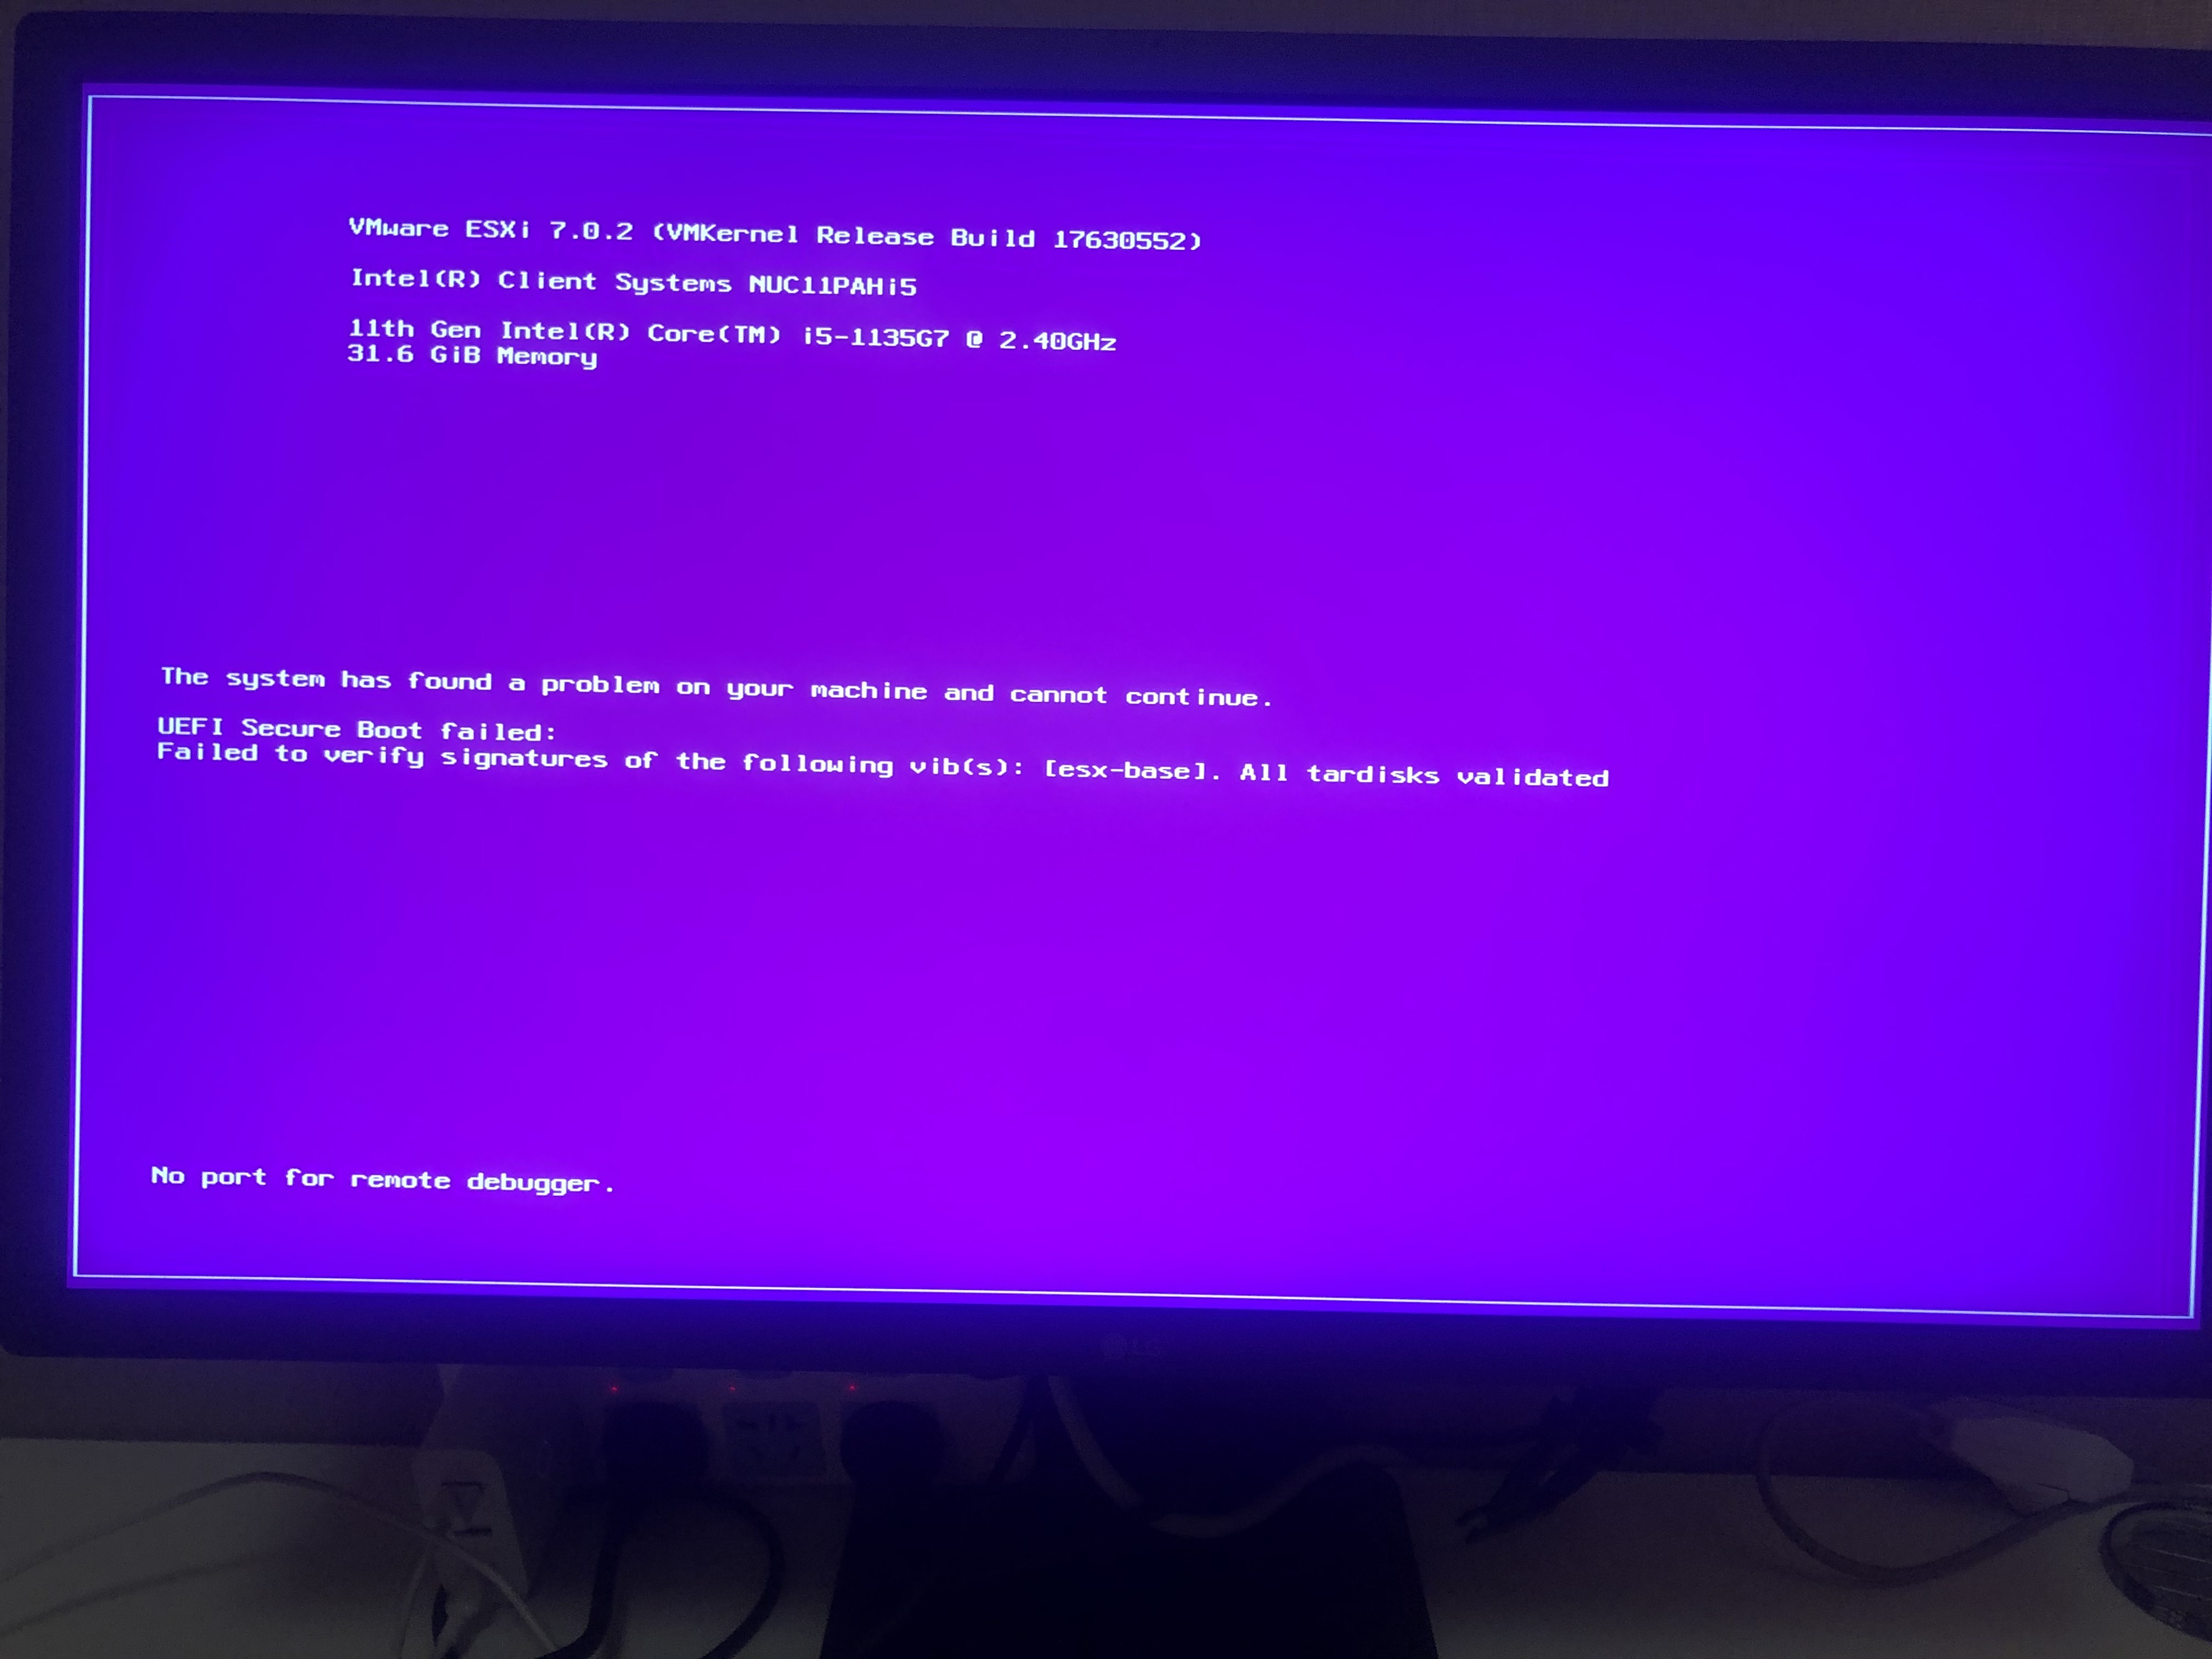 VMware ESXi 7.0.2 (VMKernel Release Build 17630552)
Intel(R) Client Systems NUC11PAHi5
11th Gen Intel(R) Core(TM) i5-1135G7 @ 2.40GHz
31.6 GiB Memory
The system has found a problem on your machine and cannot continue.
UEFI Secure Boot failed:
Failed to verify signatures of the following vib(s): [esx-base]. All tardisks validated
No port for remote debugger.
LG